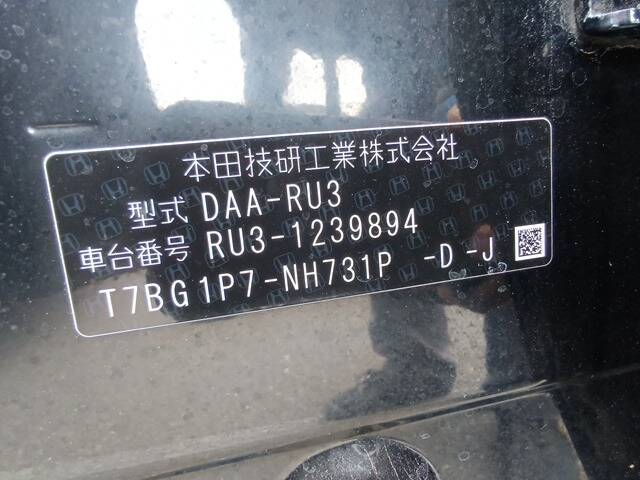 本田技研工業株式会社
型式 DAA-RU3
車台番号 RU3-1239894
T7BG1P7-NH731P -D-J